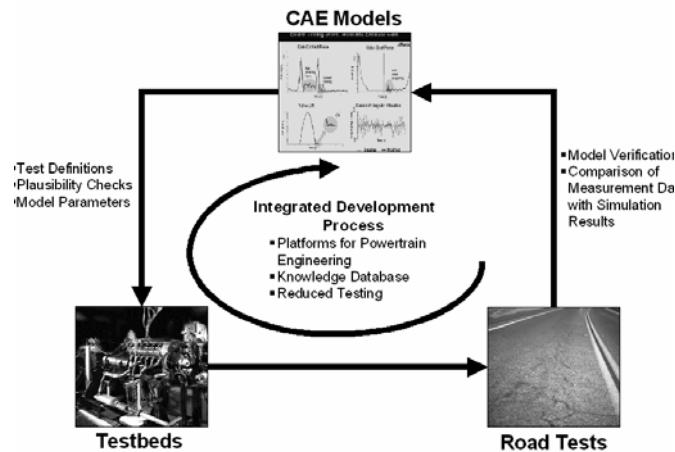 CAE Models
▪Test Definitions
▪Plausibility Checks
▪Model Parameters
▪Model Verification
▪Comparison of
Measurement Da
with Simulation
Results
Integrated Development
Process
▪Platforms for Powertrain
Engineering
▪Knowledge Database
▪Reduced Testing
Testbeds
Road Tests